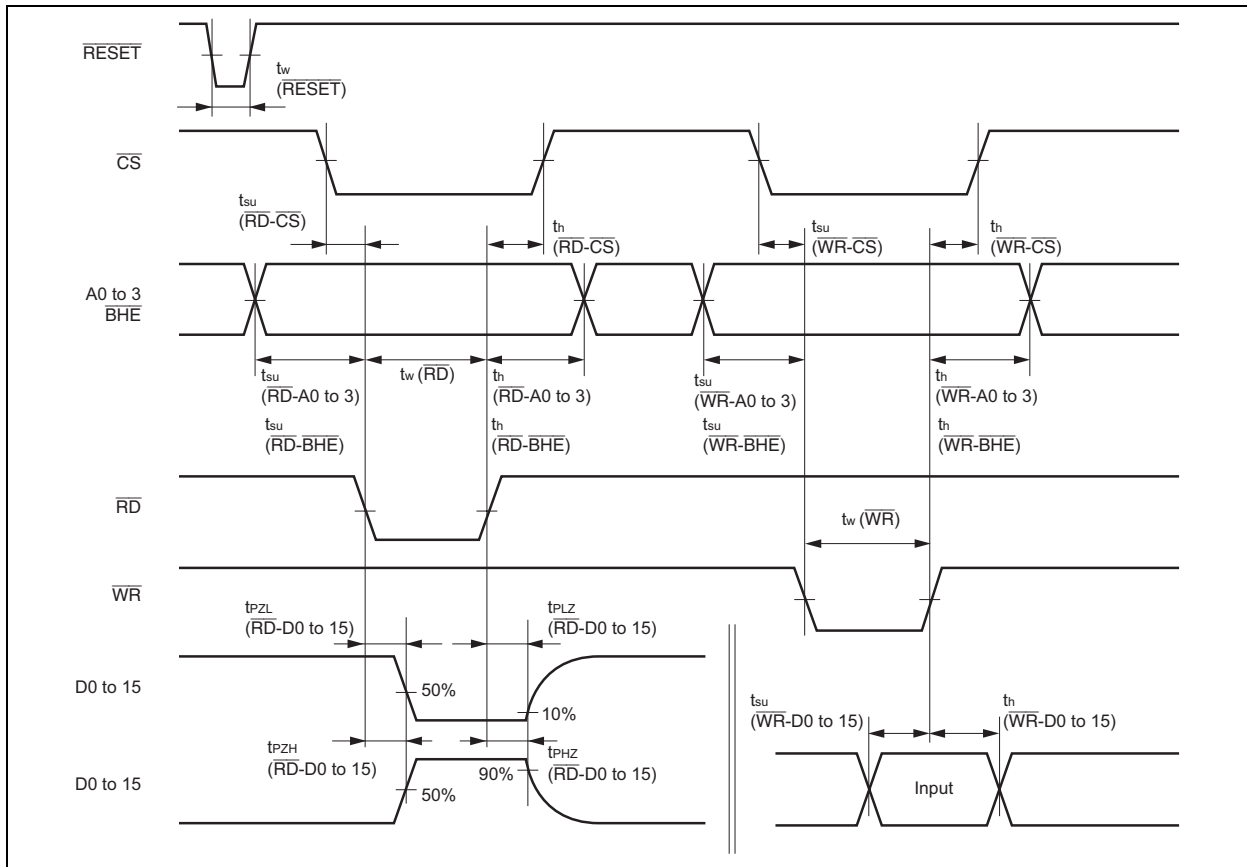 RESET
tw
(RESET)
CS
tsu
(RD-CS)
th
(RD-CS)
tsu
(WR-CS)
th
(WR-CS)
A0 to 3
BHE
tsu
(RD-A0 to 3)
tsu
(RD-BHE)
tw (RD)
th
(RD-A0 to 3)
th
(RD-BHE)
tsu
(WR-A0 to 3)
tsu
(WR-BHE)
th
(WR-A0 to 3)
th
(WR-BHE)
RD
tw (WR)
WR
tPZL
(RD-D0 to 15)
tPLZ
(RD-D0 to 15)
D0 to 15
50%
10%
tsu
(WR-D0 to 15)
th
(WR-D0 to 15)
tPZH
(RD-D0 to 15)
tPHZ
(RD-D0 to 15)
D0 to 15
90%
50%
Input